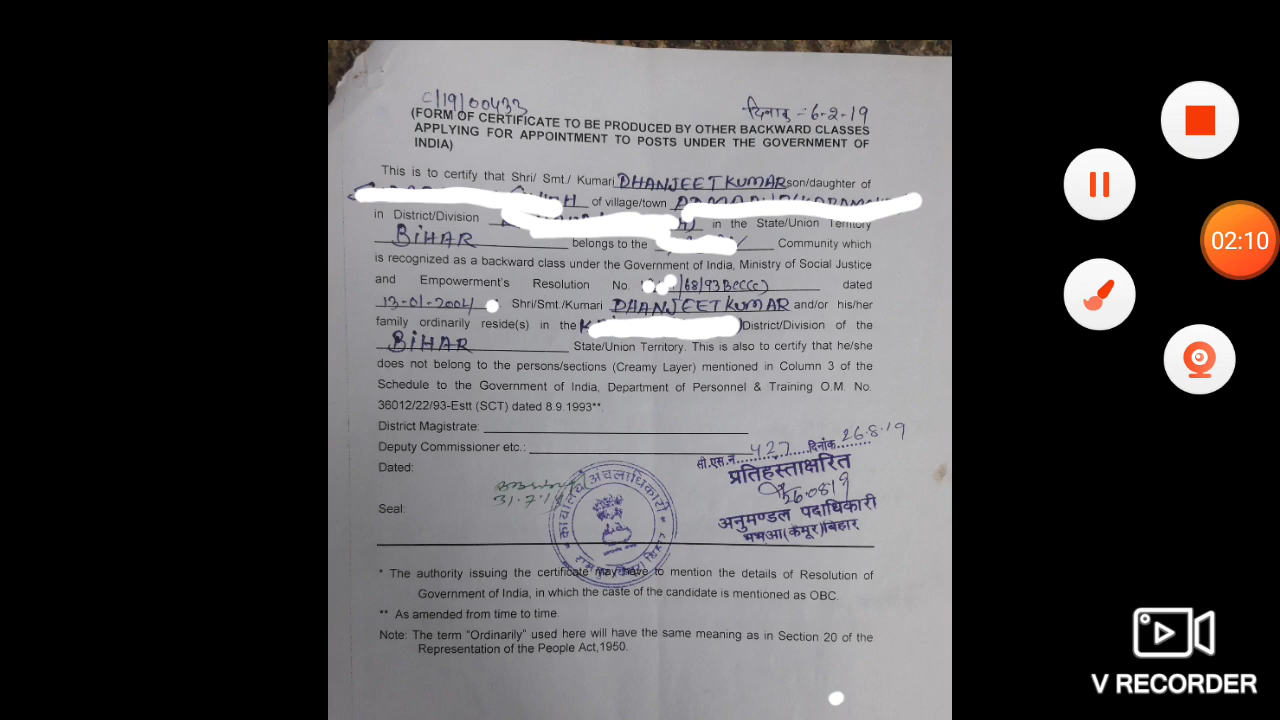 C/19/00433
दिनांक - 6-2-19
(FORM OF CERTIFICATE TO BE PRODUCED BY OTHER BACKWARD CLASSES
APPLYING FOR APPOINTMENT TO POSTS UNDER THE GOVERNMENT OF
INDIA)
This is to certify that Shri/ Smt./ Kumari DHANJEET KUMAR son/daughter of
of village/town
in District/Division in the State/Union Territory
BIHAR belongs to the Community which
is recognized as a backward class under the Government of India, Ministry of Social Justice
and Empowerment's Resolution No. /68/93BCC(C) dated
13-01-2004 Shri/Smt./Kumari DHANJEET KUMAR and/or his/her
family ordinarily reside(s) in the District/Division of the
BIHAR State/Union Territory. This is also to certify that he/she
does not belong to the persons/sections (Creamy Layer) mentioned in Column 3 of the
Schedule to the Government of India, Department of Personnel & Training O.M. No.
36012/22/93-Estt (SCT) dated 8.9.1993**.
District Magistrate:
Deputy Commissioner etc.:
सी.एस.न 427 दिनांक 26.8.19
Dated:
प्रतिहस्ताक्षरित
31.7.19
260819
Seal:
कार्यालय अंचलाधिकारी
अनुमण्डल पदाधिकारी
भभुआ(कैमूर)बिहार
* The authority issuing the certificate may have to mention the details of Resolution of
Government of India, in which the caste of the candidate is mentioned as OBC.
** As amended from time to time.
Note: The term "Ordinarily" used here will have the same meaning as in Section 20 of the
Representation of the People Act,1950.
02:10
V RECORDER